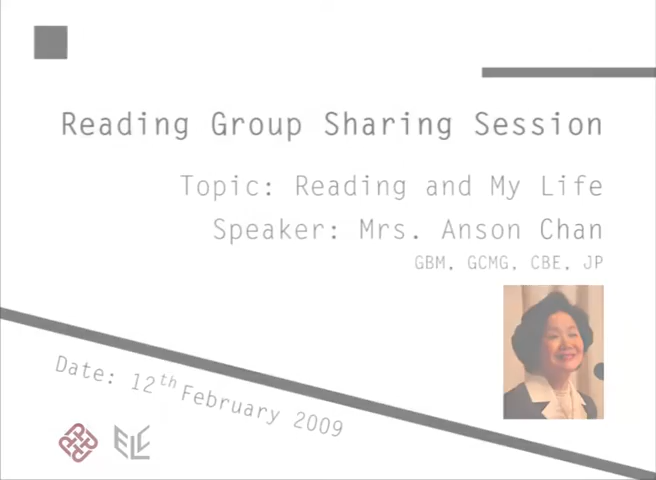 Reading Group Sharing Session
Topic: Reading and My Life
Speaker: Mrs. Anson Chan
GBM, GCMG, CBE, JP
Date: 12th February 2009
ELC